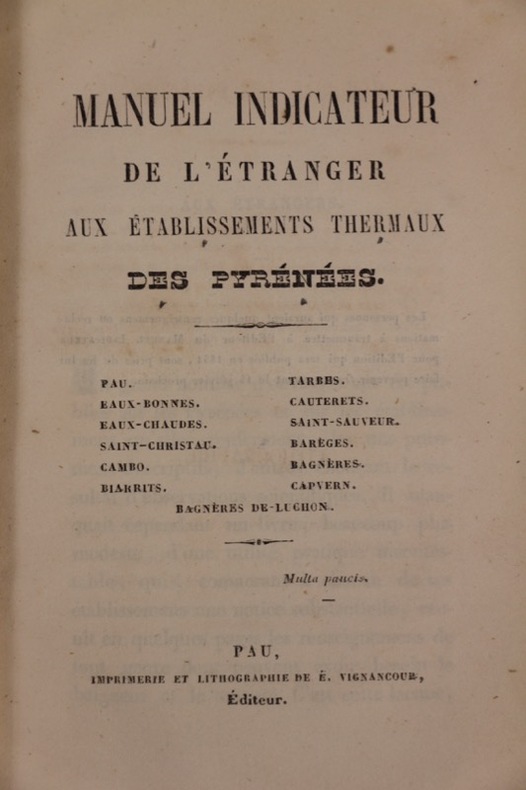 MANUEL INDICATEUR
DE L'ÉTRANGER
AUX ÉTABLISSEMENTS THERMAUX
DES PYRÉNÉES.
PAU.
EAUX-BONNES.
EAUX-CHAUDES.
SAINT-CHRISTAU.
CAMBO.
BIARRITS.
TARBES.
CAUTERETS.
SAINT-SAUVEUR.
BARÈGES.
BAGNÈRES.
CAPVERN.
BAGNÈRES DE-LUCHON.
Multa paucis.
PAU,
IMPRIMERIE ET LITHOGRAPHIE DE É. VIGNANCOUR,
Éditeur.